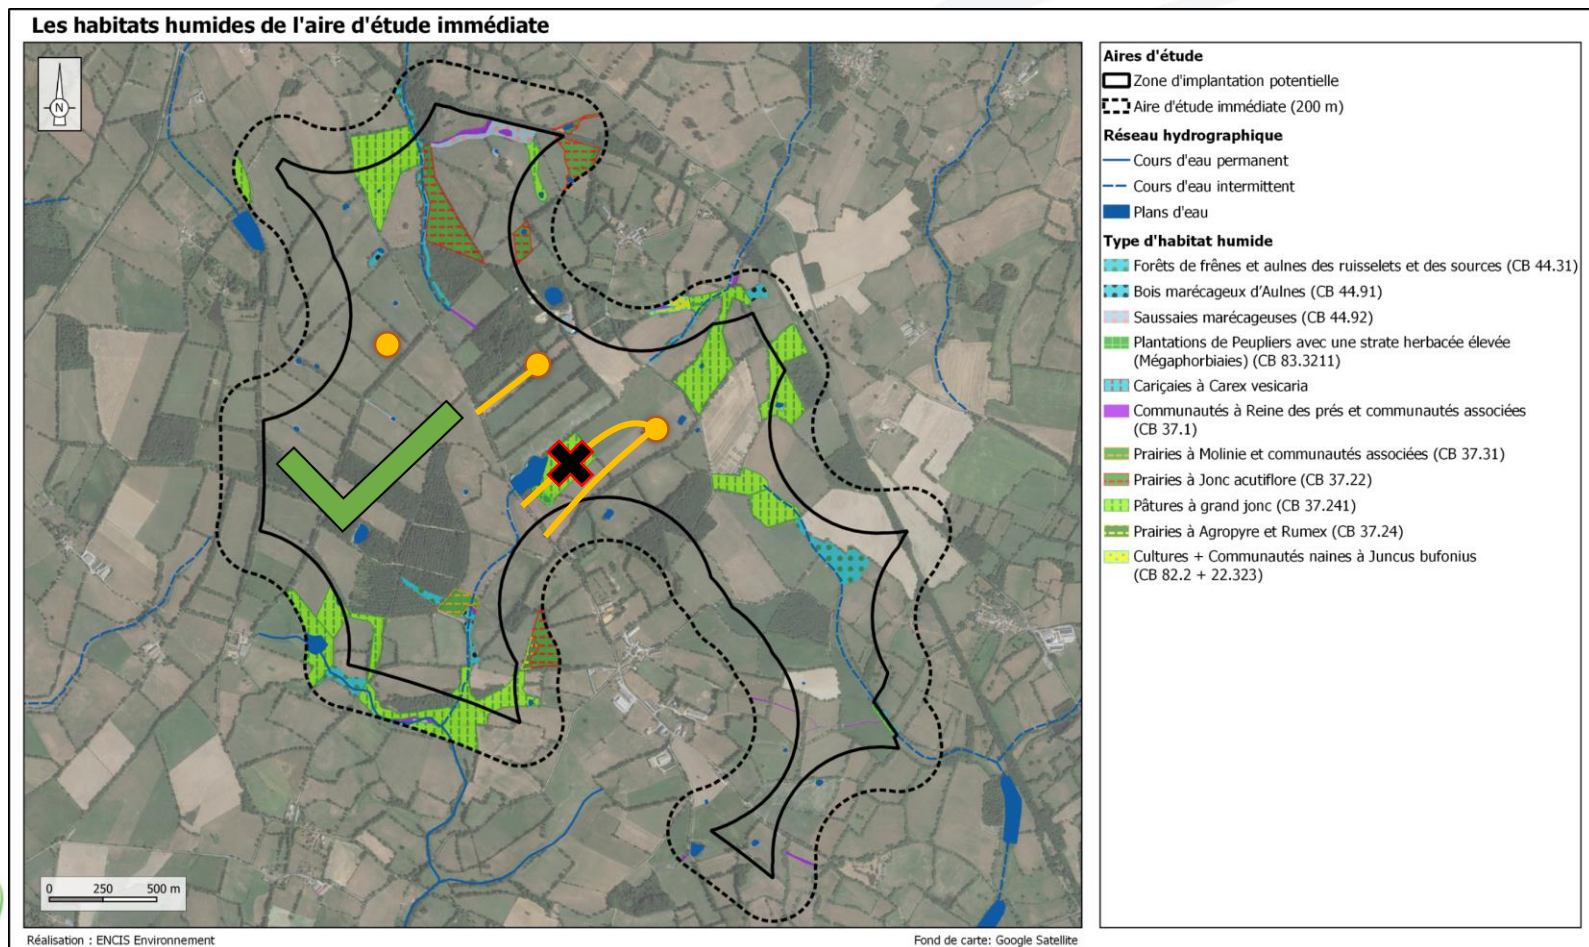 Les habitats humides de l'aire d'étude immédiate
N
0 250 500 m
Réalisation : ENCIS Environnement
Fond de carte: Google Satellite
Aires d'étude
Zone d'implantation potentielle
Aire d'étude immédiate (200 m)
Réseau hydrographique
Cours d'eau permanent
Cours d'eau intermittent
Plans d'eau
Type d'habitat humide
Forêts de frênes et aulnes des ruisselets et des sources (CB 44.31)
Bois marécageux d'Aulnes (CB 44.91)
Saussaies marécageuses (CB 44.92)
Plantations de Peupliers avec une strate herbacée élevée
(Mégaphorbiaies) (CB 83.3211)
Cariçaies à Carex vesicaria
Communautés à Reine des prés et communautés associées
(CB 37.1)
Prairies à Molinie et communautés associées (CB 37.31)
Prairies à Jonc acutiflore (CB 37.22)
Pâtures à grand jonc (CB 37.241)
Prairies à Agropyre et Rumex (CB 37.24)
Cultures + Communautés naines à Juncus bufonius
(CB 82.2 + 22.323)